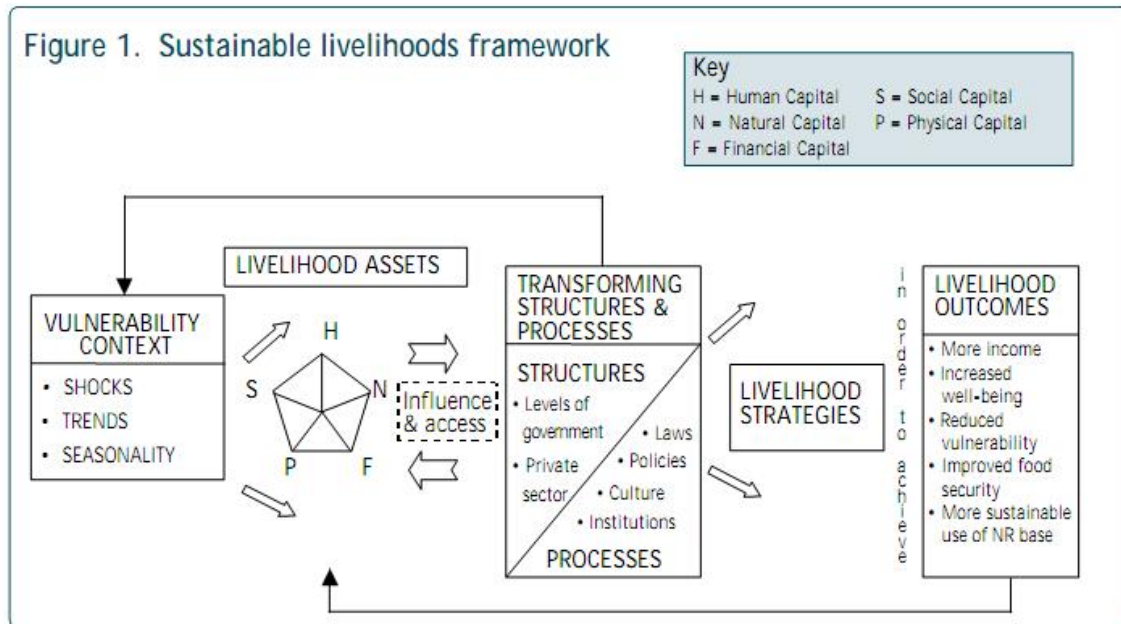 Figure 1. Sustainable livelihoods framework
Key
H = Human Capital S = Social Capital
N = Natural Capital P = Physical Capital
F = Financial Capital
LIVELIHOOD ASSETS
VULNERABILITY
CONTEXT
• SHOCKS
• TRENDS
• SEASONALITY
H
S
N
P
F
Influence
& access
TRANSFORMING
STRUCTURES &
PROCESSES
STRUCTURES
• Levels of
government
• Private
sector
• Laws
• Policies
• Culture
• Institutions
PROCESSES
LIVELIHOOD
STRATEGIES
in order to achieve
LIVELIHOOD
OUTCOMES
• More income
• Increased
well-being
• Reduced
vulnerability
• Improved food
security
• More sustainable
use of NR base